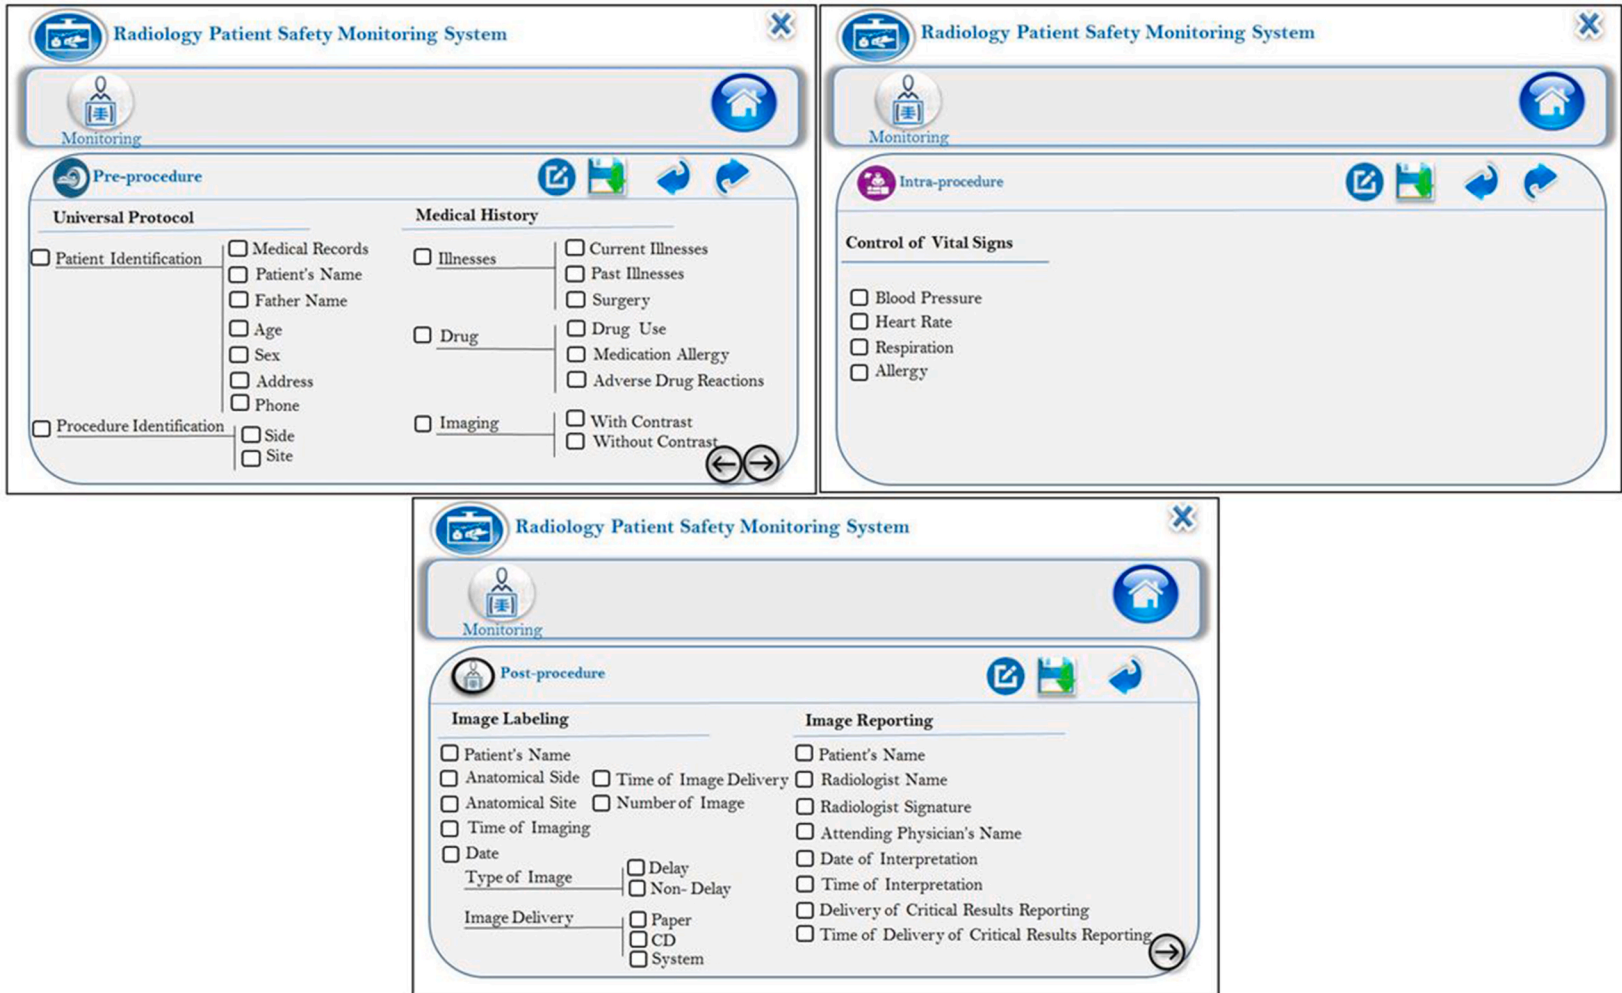 Radiology Patient Safety Monitoring System
Monitoring
Pre-procedure
Universal Protocol
Patient Identification
Medical Records
Patient's Name
Father Name
Age
Sex
Address
Phone
Procedure Identification
Side
Site
Medical History
Illnesses
Current Illnesses
Past Illnesses
Surgery
Drug
Drug Use
Medication Allergy
Adverse Drug Reactions
Imaging
With Contrast
Without Contrast
Radiology Patient Safety Monitoring System
Monitoring
Intra-procedure
Control of Vital Signs
Blood Pressure
Heart Rate
Respiration
Allergy
Radiology Patient Safety Monitoring System
Monitoring
Post-procedure
Image Labeling
Patient's Name
Anatomical Side
Time of Image Delivery
Anatomical Site
Number of Image
Time of Imaging
Date
Type of Image
Delay
Non- Delay
Image Delivery
Paper
CD
System
Image Reporting
Patient's Name
Radiologist Name
Radiologist Signature
Attending Physician's Name
Date of Interpretation
Time of Interpretation
Delivery of Critical Results Reporting
Time of Delivery of Critical Results Reporting